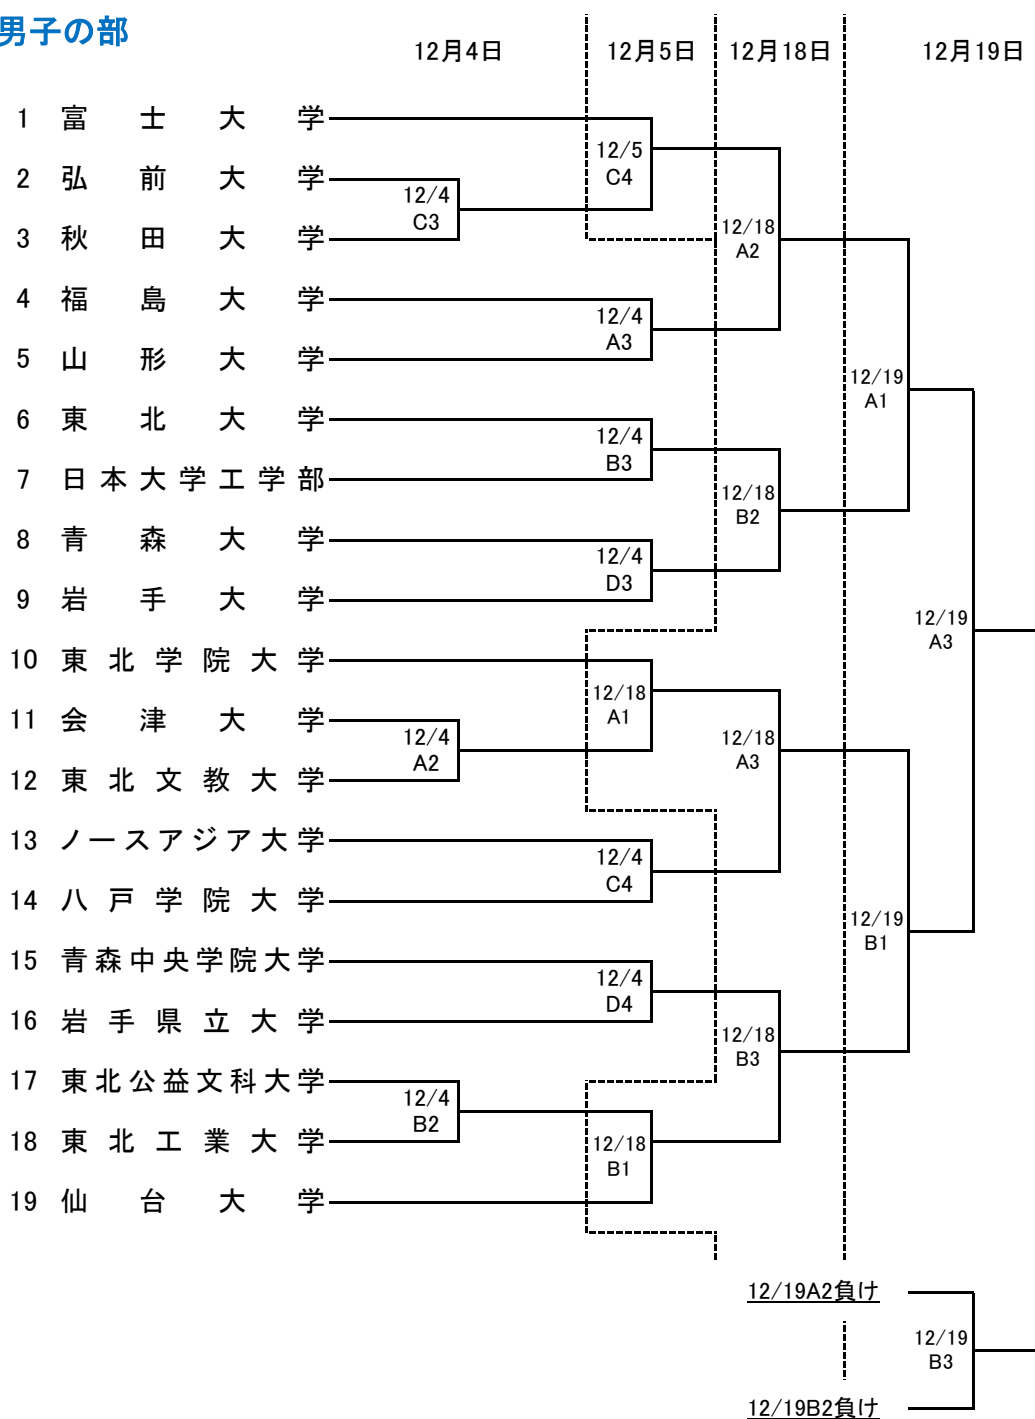 男子の部
12月4日 12月5日 12月18日 12月19日
1 富士大学
12/5
C4
2 弘前大学
12/4
C3
3 秋田大学
12/18
A2
4 福島大学
12/4
A3
5 山形大学
12/19
A1
6 東北大学
12/4
B3
7 日本大学工学部
12/18
B2
8 青森大学
12/4
D3
9 岩手大学
12/19
A3
10 東北学院大学
12/18
A1
11 会津大学
12/4
A2
12/18
A3
12 東北文教大学
13 ノースアジア大学
12/4
C4
14 八戸学院大学
12/19
B1
15 青森中央学院大学
12/4
D4
16 岩手県立大学
12/18
B3
17 東北公益文科大学
12/4
B2
18 東北工業大学
12/18
B1
19 仙台大学
12/19A2負け
12/19
B3
12/19B2負け